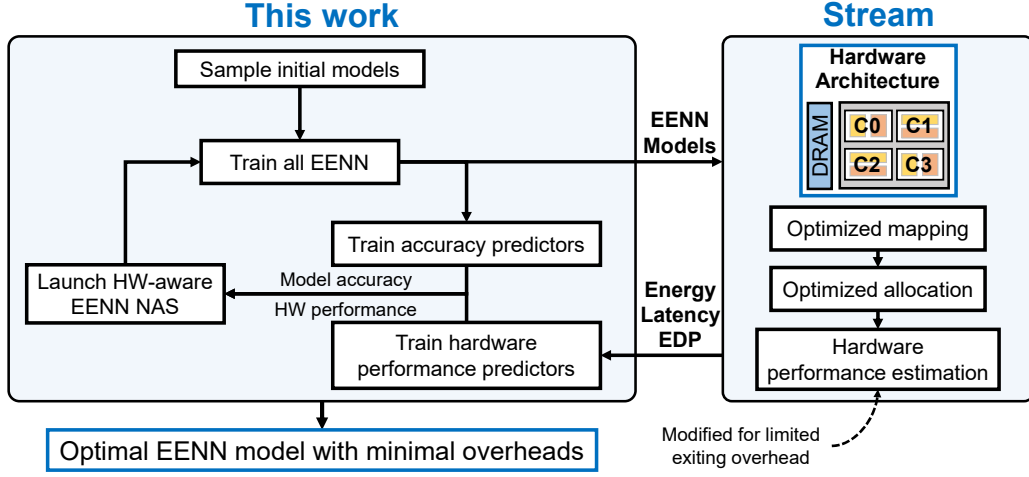 This work
Sample initial models
Train all EENN
Train accuracy predictors
Launch HW-aware
EENN NAS
Model accuracy
HW performance
Train hardware
performance predictors
Optimal EENN model with minimal overheads
EENN
Models
Energy
Latency
EDP
Stream
Hardware
Architecture
DRAM
C0 C1
C2 C3
Optimized mapping
Optimized allocation
Hardware
performance estimation
Modified for limited
exiting overhead